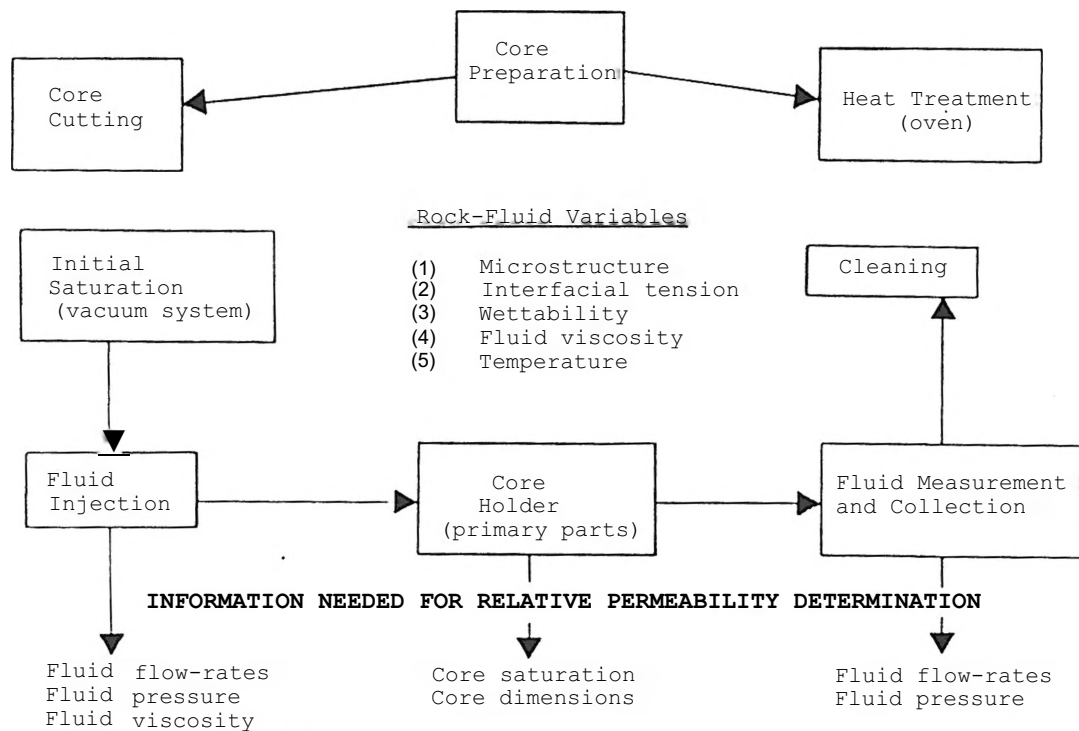 Core
Preparation
Core
Cutting
Heat Treatment
(oven)
Rock-Fluid Variables
(1) Microstructure
(2) Interfacial tension
(3) Wettability
(4) Fluid viscosity
(5) Temperature
Initial
Saturation
(vacuum system)
Cleaning
Fluid
Injection
Core
Holder
(primary parts)
Fluid Measurement
and Collection
INFORMATION NEEDED FOR RELATIVE PERMEABILITY DETERMINATION
Fluid flow-rates
Fluid pressure
Fluid viscosity
Core saturation
Core dimensions
Fluid flow-rates
Fluid pressure